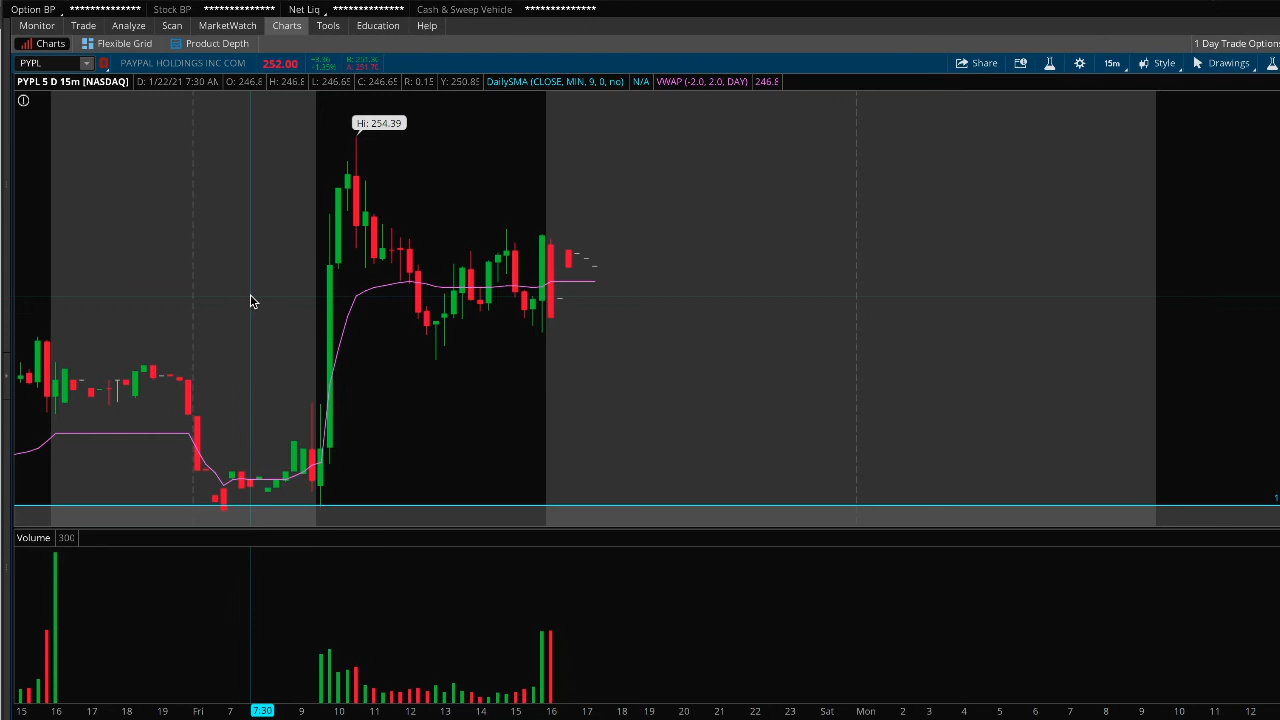 Option BP ************** Stock BP ************** Net Liq ************** Cash & Sweep Vehicle **************
Monitor Trade Analyze Scan MarketWatch Charts Tools Education Help
Charts Flexible Grid Product Depth 1 Day Trade Option
PYPL PAYPAL HOLDINGS INC COM 252.00 B: 251.30 A: 251.70 Share 15m Style Drawings
PYPL 5 D 15m [NASDAQ] D: 1/22/21 7:30 AM O: 246.8 H: 246.8 L: 246.65 C: 246.65 R: 0.15 Y: 250.85 DailySMA (CLOSE, MIN, 9, 0, no) N/A VWAP (-2.0, 2.0, DAY) 246.8
Hi: 254.39
Volume 300
15 16 17 18 19 Fri 7 7:30 9 10 11 12 13 14 15 16 17 18 19 20 21 22 23 Sat Mon 2 3 4 5 6 7 8 9 10 11 12